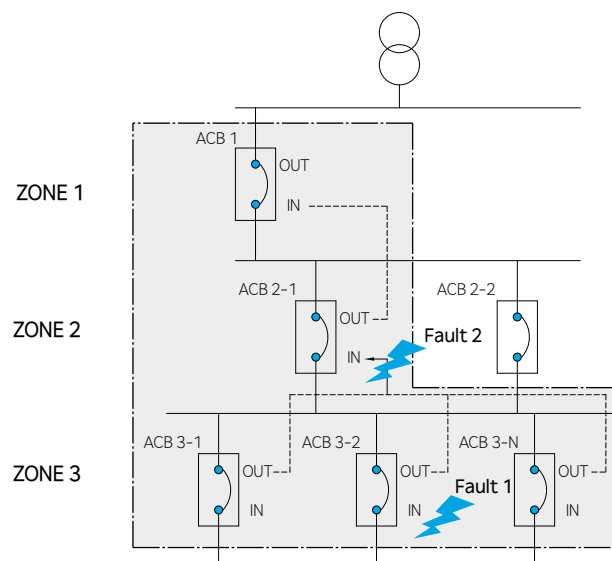 ACB 1
OUT
ZONE 1
IN
ACB 2-1
ACB 2-2
OUT
ZONE 2
Fault 2
IN
ACB 3-1
ACB 3-2
ACB 3-N
OUT
OUT
OUT
ZONE 3
Fault 1
IN
IN
IN